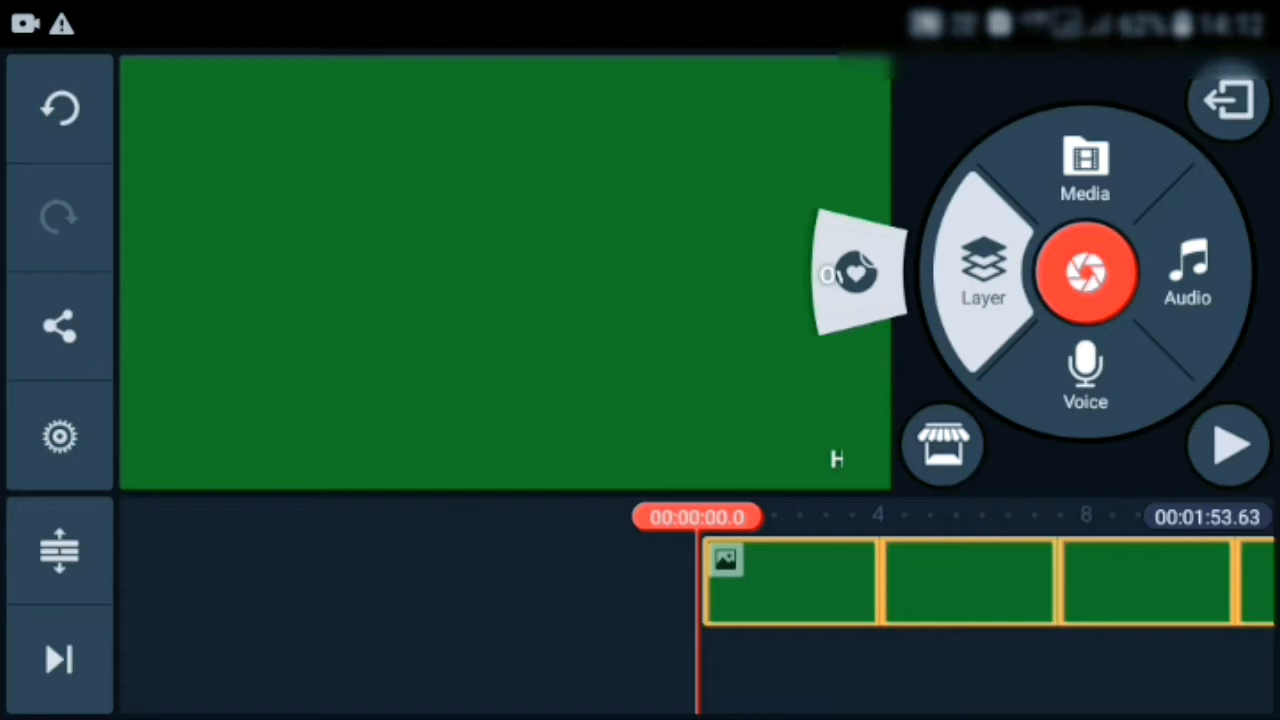 Media
Layer
Audio
Voice
H
00:00:00.0
4
8
00:01:53.63